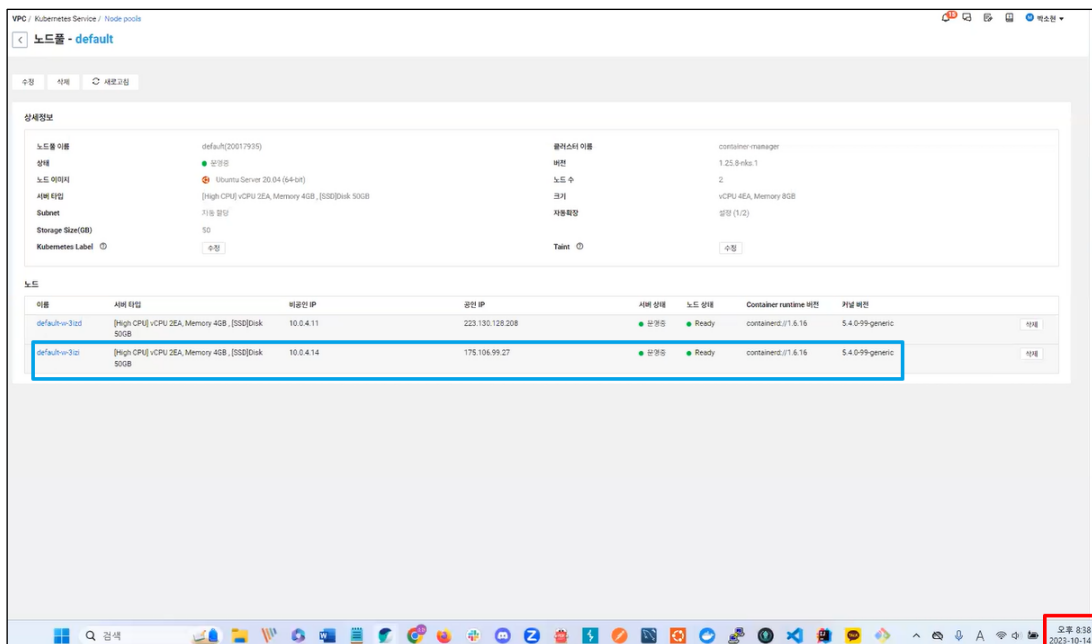 VPC / Kubernetes Service / Node pools
박소현
노드풀 - default
수정 삭제 새로고침
상세정보
노드풀 이름 default(20017935) 클러스터 이름 container-manager
상태 운영중 버전 1.25.8-nks.1
노드 이미지 Ubuntu Server 20.04 (64-bit) 노드 수 2
서버 타입 [High CPU] vCPU 2EA, Memory 4GB , [SSD]Disk 50GB 크기 vCPU 4EA, Memory 8GB
Subnet 자동 할당 자동확장 설정 (1/2)
Storage Size(GB) 50
Kubernetes Label 수정 Taint 수정
노드
이름 서버 타입 비공인 IP 공인 IP 서버 상태 노드 상태 Container runtime 버전 커널 버전
default-w-3izd [High CPU] vCPU 2EA, Memory 4GB , [SSD]Disk 10.0.4.11 223.130.128.208 운영중 Ready containerd://1.6.16 5.4.0-99-generic 삭제
50GB
default-w-3izi [High CPU] vCPU 2EA, Memory 4GB , [SSD]Disk 10.0.4.14 175.106.99.27 운영중 Ready containerd://1.6.16 5.4.0-99-generic 삭제
50GB
검색 A
2023-10-14